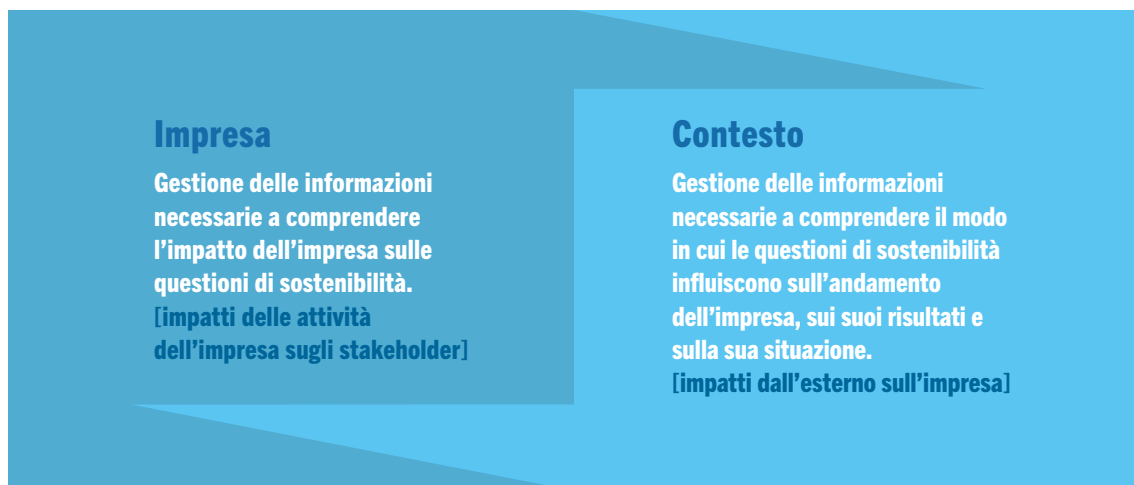 Impresa
Gestione delle informazioni
necessarie a comprendere
l’impatto dell’impresa sulle
questioni di sostenibilità.
[impatti delle attività
dell’impresa sugli stakeholder]
Contesto
Gestione delle informazioni
necessarie a comprendere il modo
in cui le questioni di sostenibilità
influiscono sull’andamento
dell’impresa, sui suoi risultati e
sulla sua situazione.
[impatti dall’esterno sull’impresa]